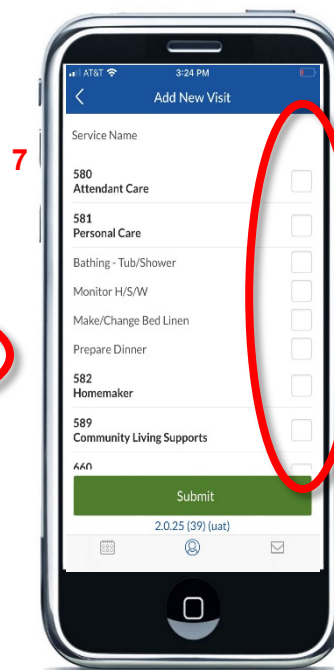 AT&T 3:24 PM
Add New Visit
Service Name
7
580
Attendant Care
581
Personal Care
Bathing - Tub/Shower
Monitor H/S/W
Make/Change Bed Linen
Prepare Dinner
582
Homemaker
589
Community Living Supports
660
Submit
2.0.25 (39) (uat)